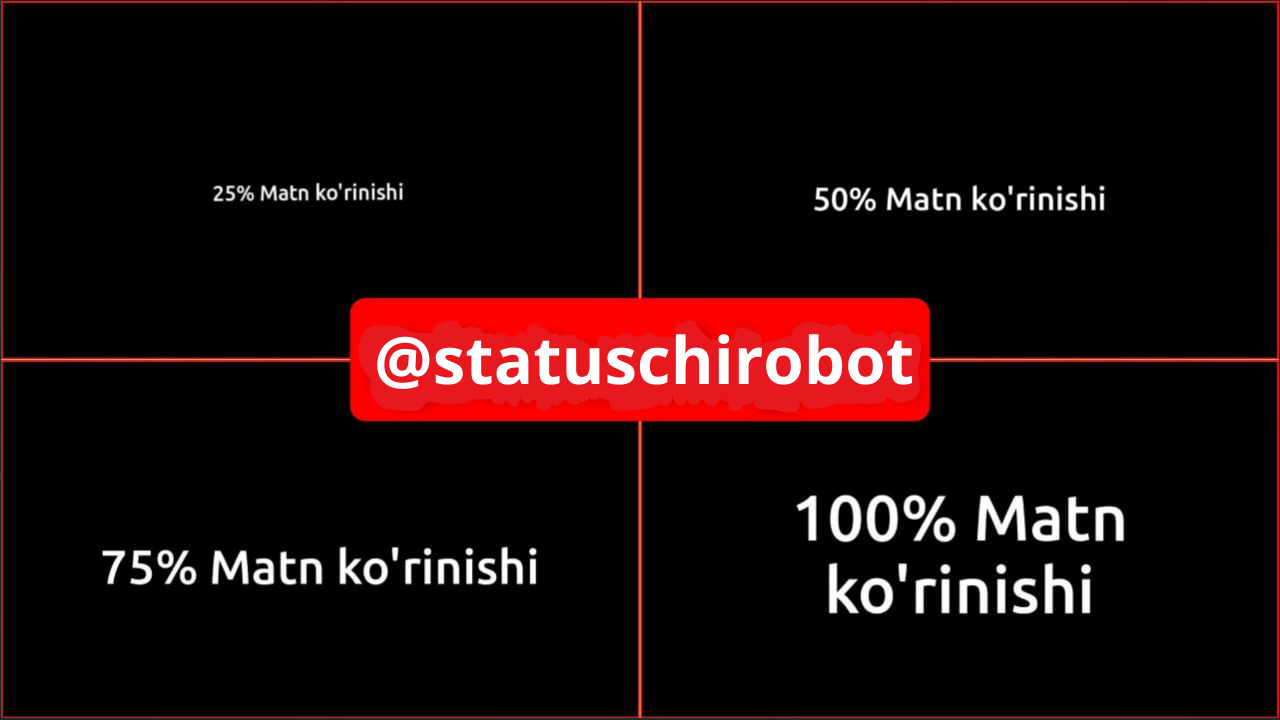 25% Matn ko'rinishi
50% Matn ko'rinishi
@statuschirobot
75% Matn ko'rinishi
100% Matn
ko'rinishi